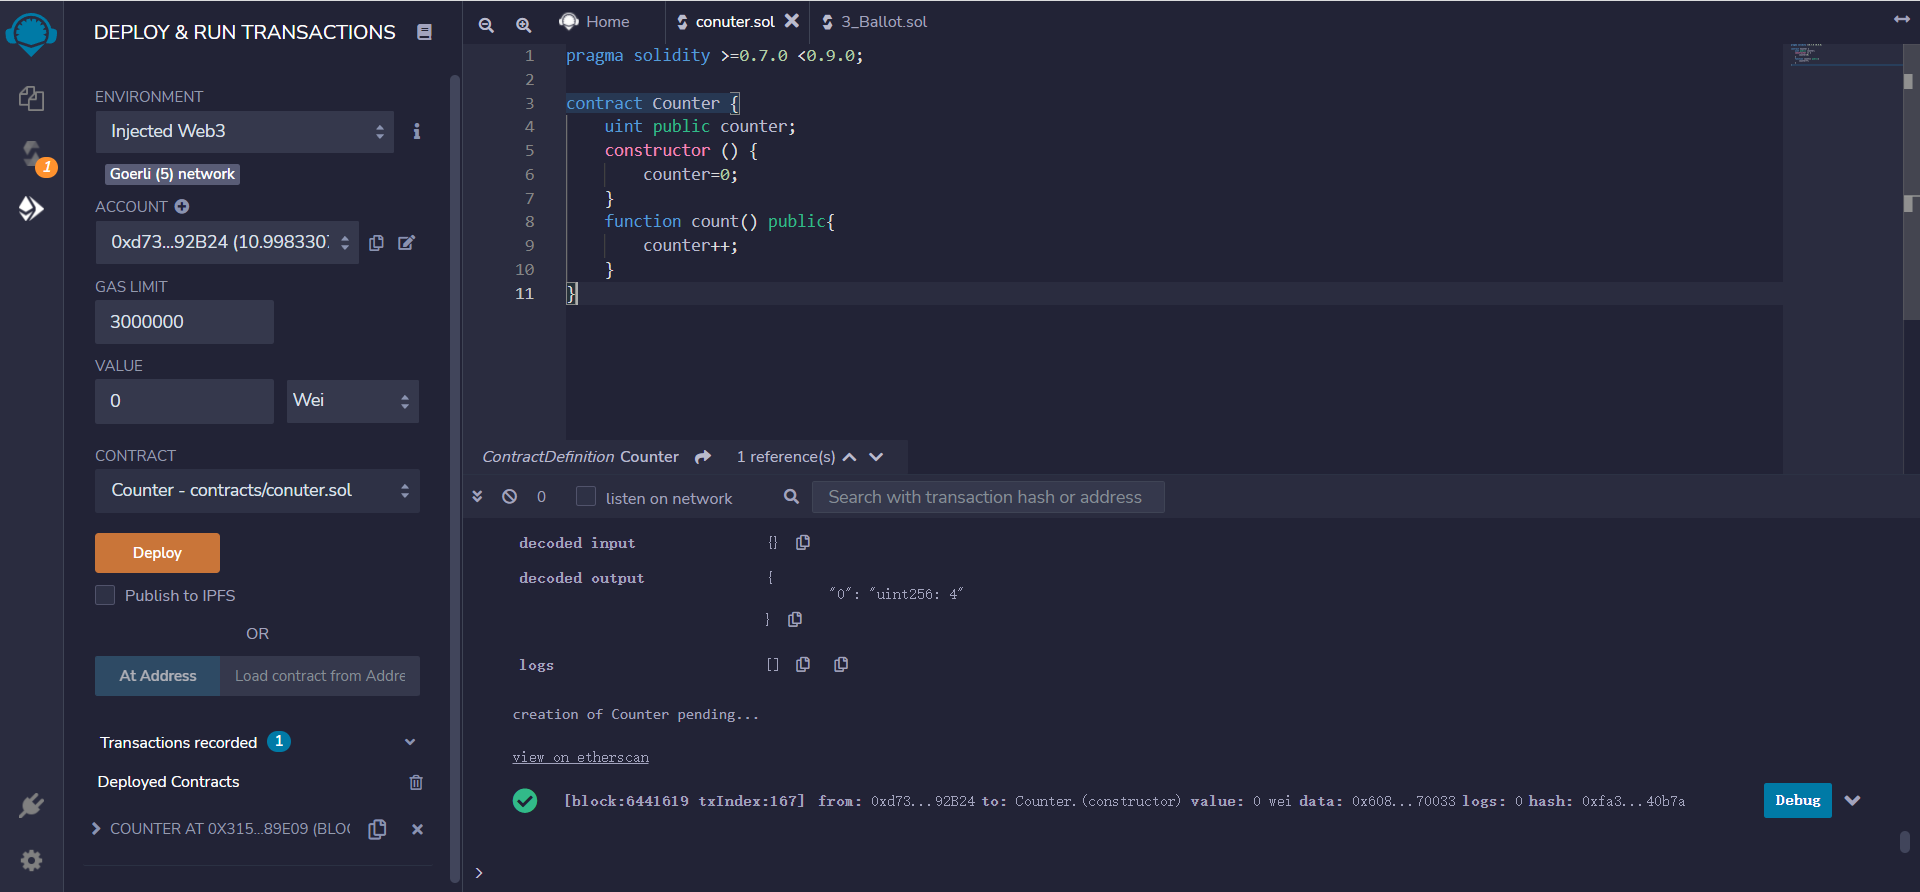 DEPLOY & RUN TRANSACTIONS
ENVIRONMENT
Injected Web3
Goerli (5) network
ACCOUNT
0xd73...92B24 (10.9983307
GAS LIMIT
3000000
VALUE
0
Wei
CONTRACT
Counter - contracts/conuter.sol
Deploy
Publish to IPFS
OR
At Address
Load contract from Addre
Transactions recorded 1
Deployed Contracts
COUNTER AT 0X315...89E09 (BLOC
1
Home
conuter.sol
3_Ballot.sol
1 pragma solidity >=0.7.0 <0.9.0;
2
3 contract Counter {
4 uint public counter;
5 constructor () {
6 counter=0;
7 }
8 function count() public{
9 counter++;
10 }
11 }
ContractDefinition Counter 1 reference(s)
0 listen on network Search with transaction hash or address
decoded input {}
decoded output {
"0": "uint256: 4"
}
logs []
creation of Counter pending...
view on etherscan
[block:6441619 txIndex:167] from: 0xd73...92B24 to: Counter.(constructor) value: 0 wei data: 0x608...70033 logs: 0 hash: 0xfa3...40b7a
Debug
>